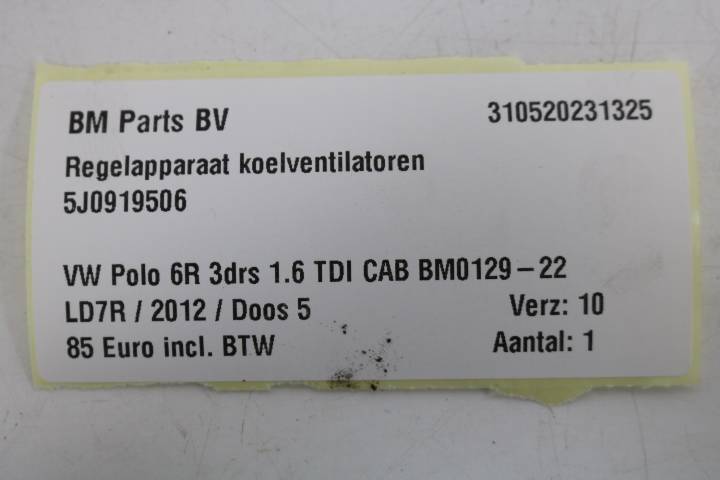 BM Parts BV 310520231325
Regelapparaat koelventilatoren
5J0919506
VW Polo 6R 3drs 1.6 TDI CAB BM0129-22
LD7R / 2012 / Doos 5 Verz: 10
85 Euro incl. BTW Aantal: 1